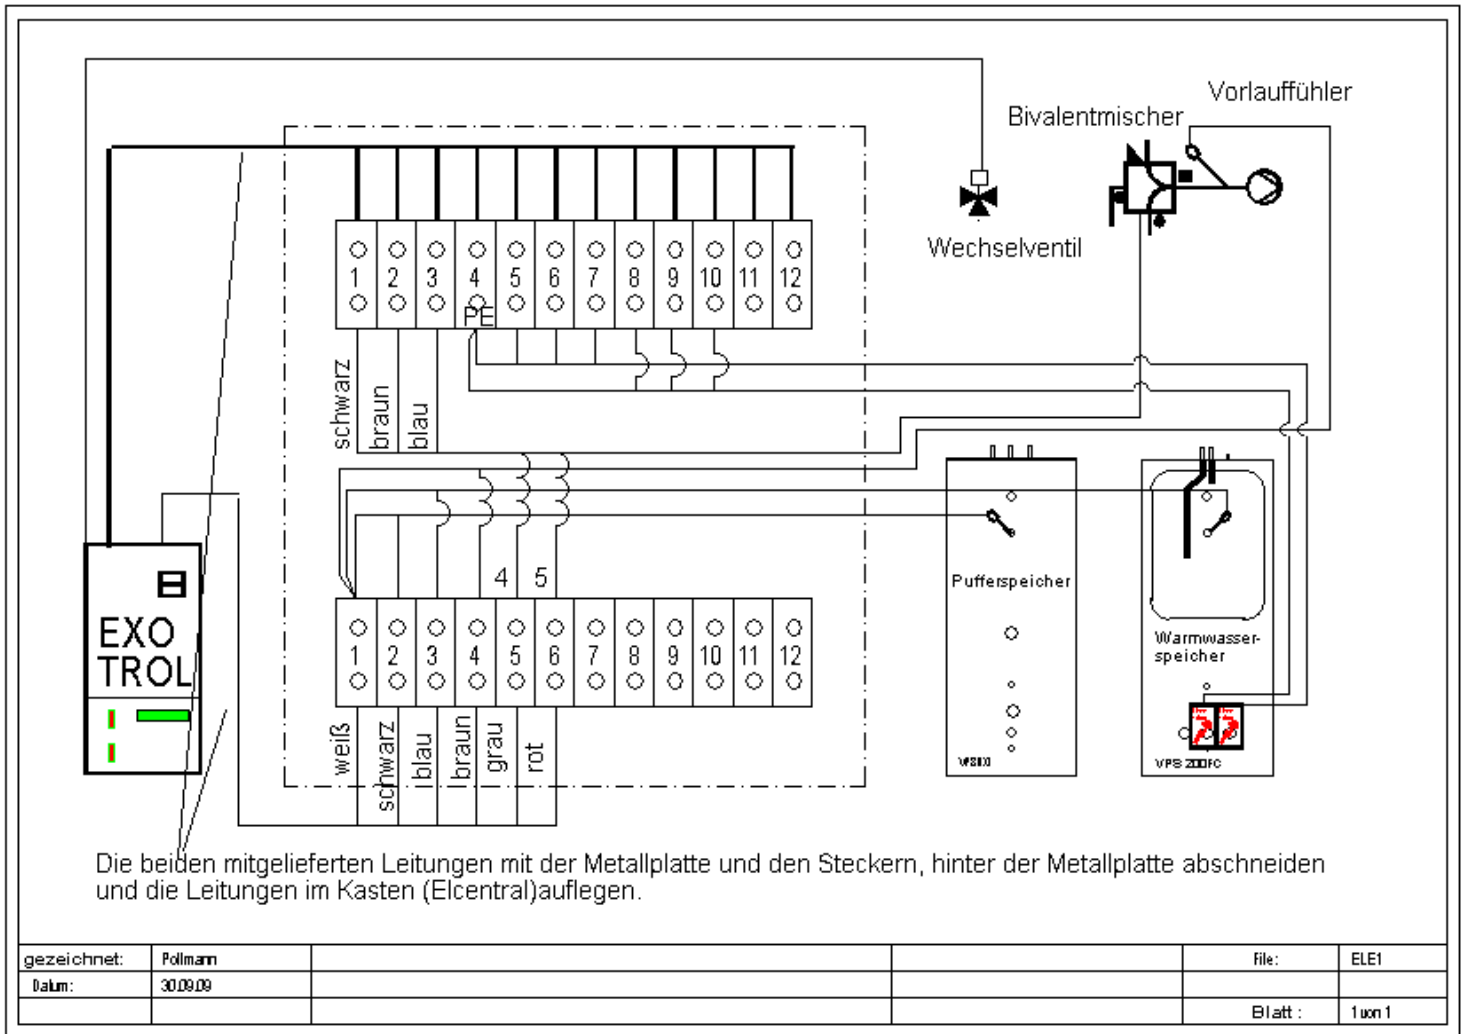 Vorlauffühler
Bivalentmischer
Wechselventil
1 2 3 4 5 6 7 8 9 10 11 12
PE
schwarz
braun
blau
4 5
EXO
TROL
1 2 3 4 5 6 7 8 9 10 11 12
weiß
schwarz
blau
braun
grau
rot
Pufferspeicher
Warmwasser-
speicher
VPS 200FC
Die beiden mitgelieferten Leitungen mit der Metallplatte und den Steckern, hinter der Metallplatte abschneiden
und die Leitungen im Kasten (Elcentral)auflegen.
gezeichnet: Pollmann File: ELE1
Datum: 30.09.09
Blatt : 1 von 1